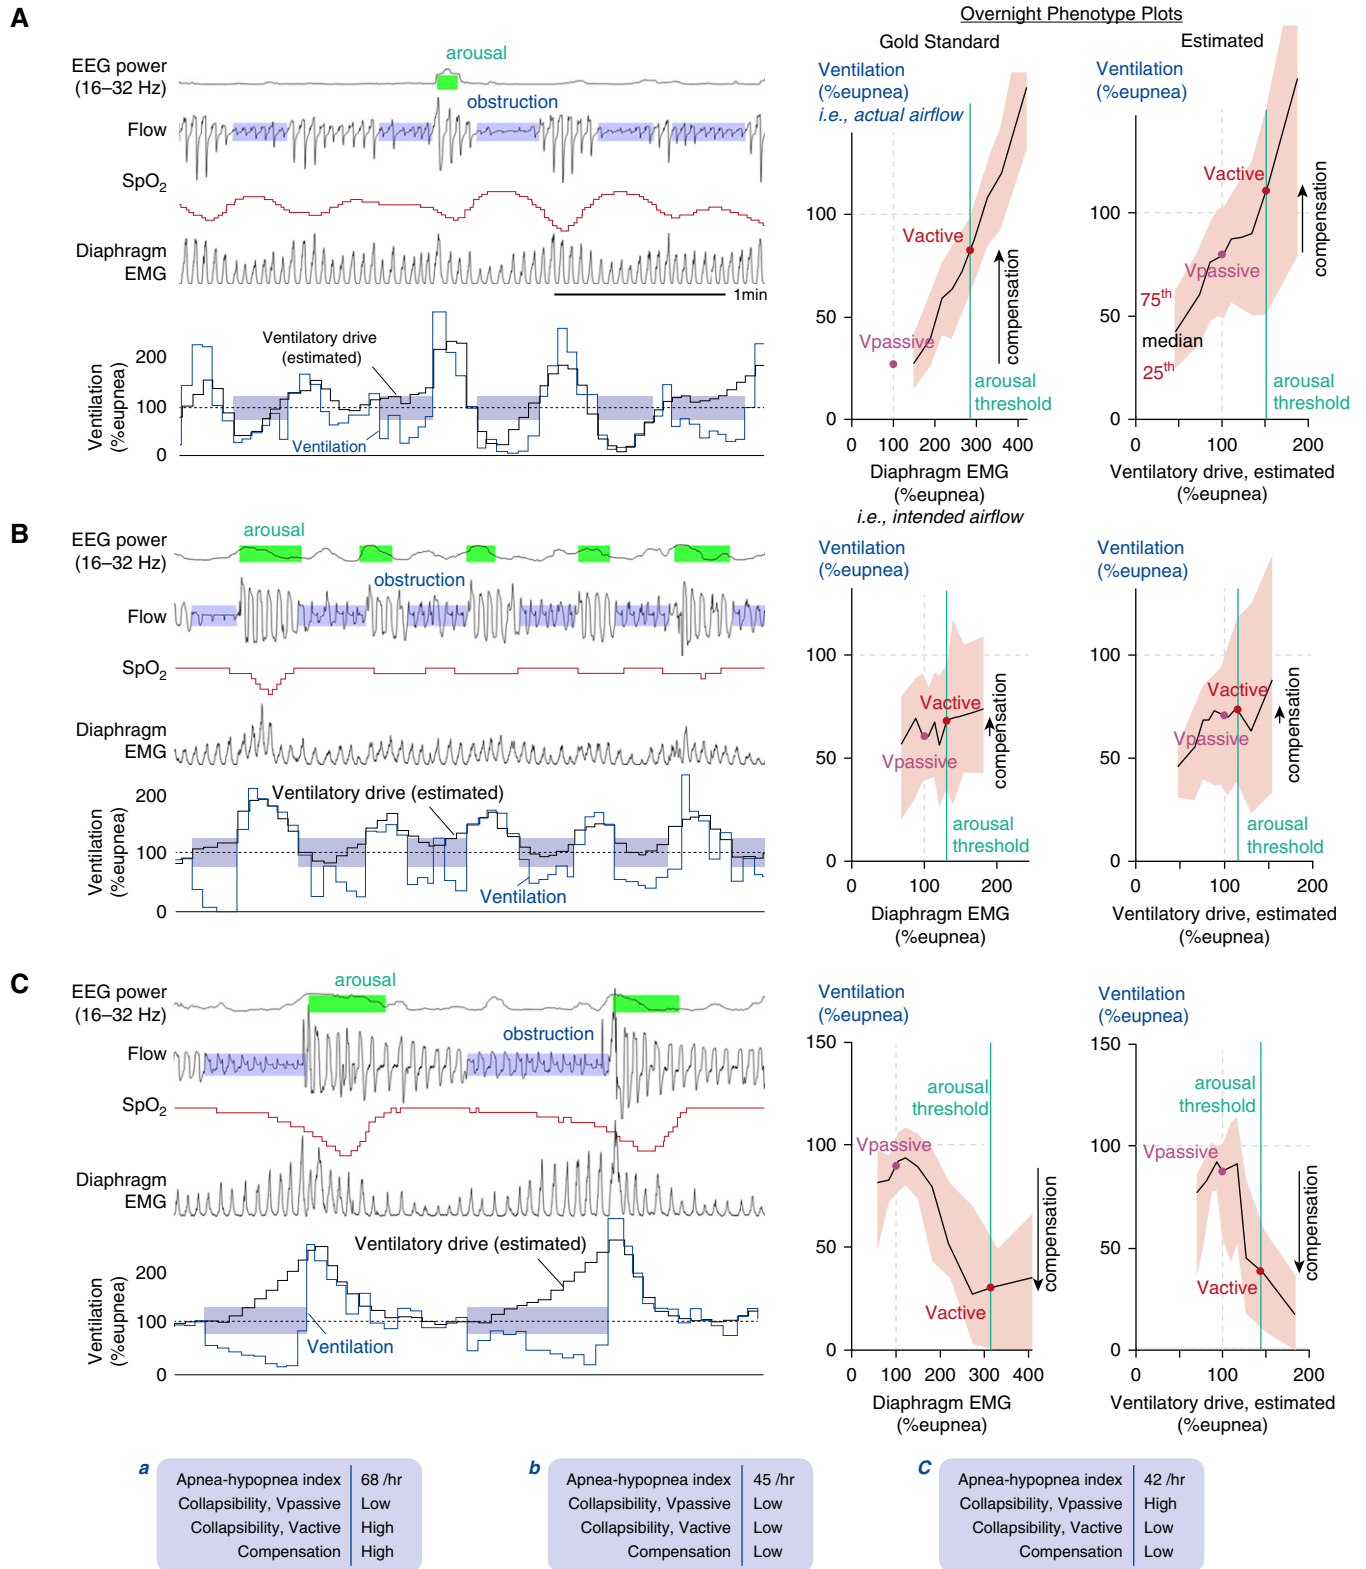 A
Overnight Phenotype Plots
Gold Standard
Estimated
arousal
EEG power
(16–32 Hz)
obstruction
Flow
SpO2
Diaphragm
EMG
1min
Ventilatory drive
(estimated)
200
100
0
Ventilation
(%eupnea)
Ventilation
Ventilation
(%eupnea)
i.e., actual airflow
100
50
0
Vactive
Vpassive
compensation
arousal
threshold
0
100
200
300
400
Diaphragm EMG
(%eupnea)
i.e., intended airflow
Ventilation
(%eupnea)
100
50
0
Vactive
Vpassive
75th
median
25th
compensation
arousal
threshold
0
100
200
Ventilatory drive, estimated
(%eupnea)
B
arousal
EEG power
(16–32 Hz)
obstruction
Flow
SpO2
Diaphragm
EMG
200
100
0
Ventilatory drive (estimated)
Ventilation
(%eupnea)
Ventilation
Ventilation
(%eupnea)
100
50
0
Vactive
Vpassive
compensation
arousal
threshold
0
100
200
Diaphragm EMG
(%eupnea)
Ventilation
(%eupnea)
100
50
0
Vactive
Vpassive
compensation
arousal
threshold
0
100
200
Ventilatory drive, estimated
(%eupnea)
C
arousal
EEG power
(16–32 Hz)
obstruction
Flow
SpO2
Diaphragm
EMG
Ventilatory drive (estimated)
200
100
0
Ventilation
(%eupnea)
Ventilation
Ventilation
(%eupnea)
150
100
50
0
arousal
threshold
Vpassive
Vactive
compensation
0
100
200
300
400
Diaphragm EMG
(%eupnea)
Ventilation
(%eupnea)
150
100
50
0
arousal
threshold
Vpassive
Vactive
compensation
0
100
200
Ventilatory drive, estimated
(%eupnea)
a
Apnea-hypopnea index 68 /hr
Collapsibility, Vpassive Low
Collapsibility, Vactive High
Compensation High
b
Apnea-hypopnea index 45 /hr
Collapsibility, Vpassive Low
Collapsibility, Vactive Low
Compensation Low
C
Apnea-hypopnea index 42 /hr
Collapsibility, Vpassive High
Collapsibility, Vactive Low
Compensation Low